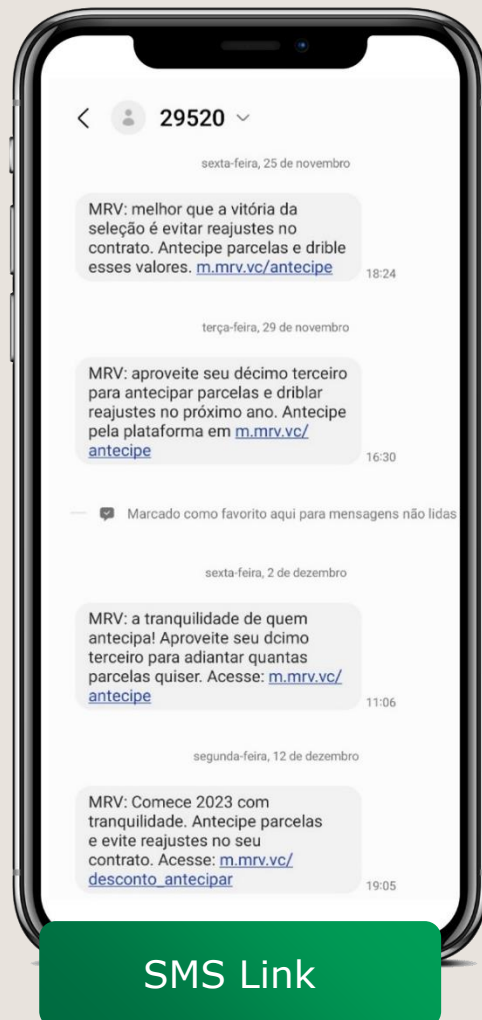 29520
sexta-feira, 25 de novembro
MRV: melhor que a vitória da
seleção é evitar reajustes no
contrato. Antecipe parcelas e drible
esses valores. m.mrv.vc/antecipe
18:24
terça-feira, 29 de novembro
MRV: aproveite seu décimo terceiro
para antecipar parcelas e driblar
reajustes no próximo ano. Antecipe
pela plataforma em m.mrv.vc/
antecipe
16:30
Marcado como favorito aqui para mensagens não lidas
sexta-feira, 2 de dezembro
MRV: a tranquilidade de quem
antecipa! Aproveite seu dcimo
terceiro para adiantar quantas
parcelas quiser. Acesse: m.mrv.vc/
antecipe
11:06
segunda-feira, 12 de dezembro
MRV: Comece 2023 com
tranquilidade. Antecipe parcelas
e evite reajustes no seu
contrato. Acesse: m.mrv.vc/
desconto_antecipar
19:05
SMS Link